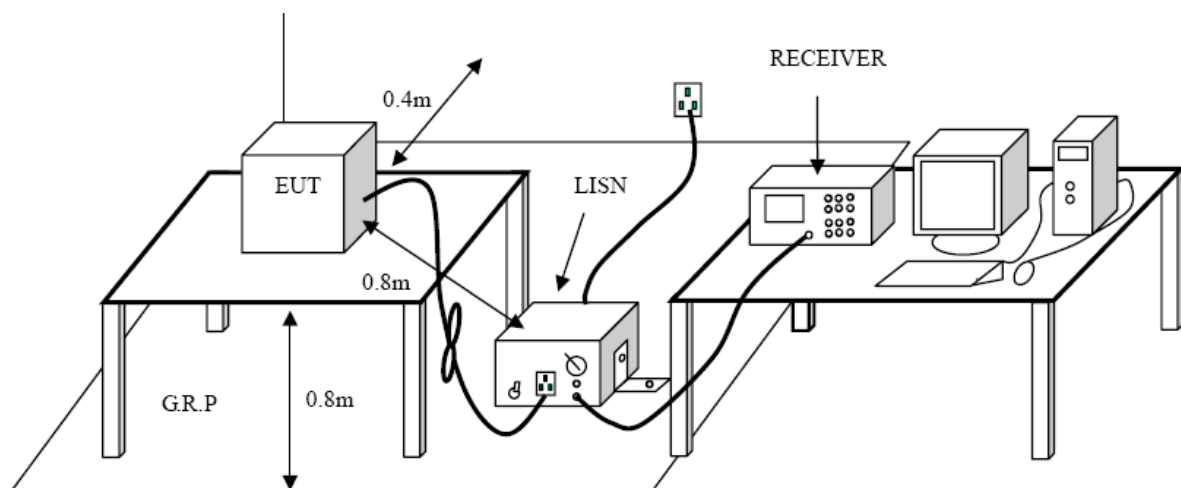 RECEIVER
0.4m
EUT
LISN
0.8m
G.R.P
0.8m